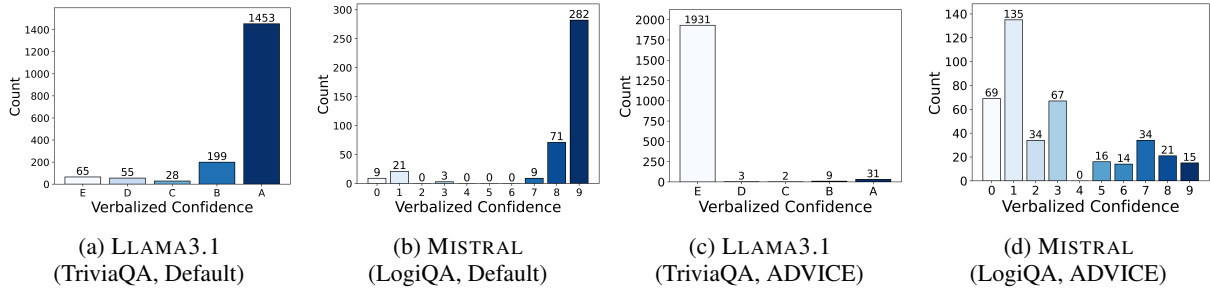 1400
1200
1000
800
600
400
200
0
Count
65 55 28 199 1453
E D C B A
Verbalized Confidence
(a) LLAMA3.1
(TriviaQA, Default)
300
250
200
150
100
50
0
Count
9 21 0 3 0 0 0 9 71 282
0 1 2 3 4 5 6 7 8 9
Verbalized Confidence
(b) MISTRAL
(LogiQA, Default)
2000
1750
1500
1250
1000
750
500
250
0
Count
1931 3 2 9 31
E D C B A
Verbalized Confidence
(c) LLAMA3.1
(TriviaQA, ADVICE)
140
120
100
80
60
40
20
0
Count
69 135 34 67 0 16 14 34 21 15
0 1 2 3 4 5 6 7 8 9
Verbalized Confidence
(d) MISTRAL
(LogiQA, ADVICE)